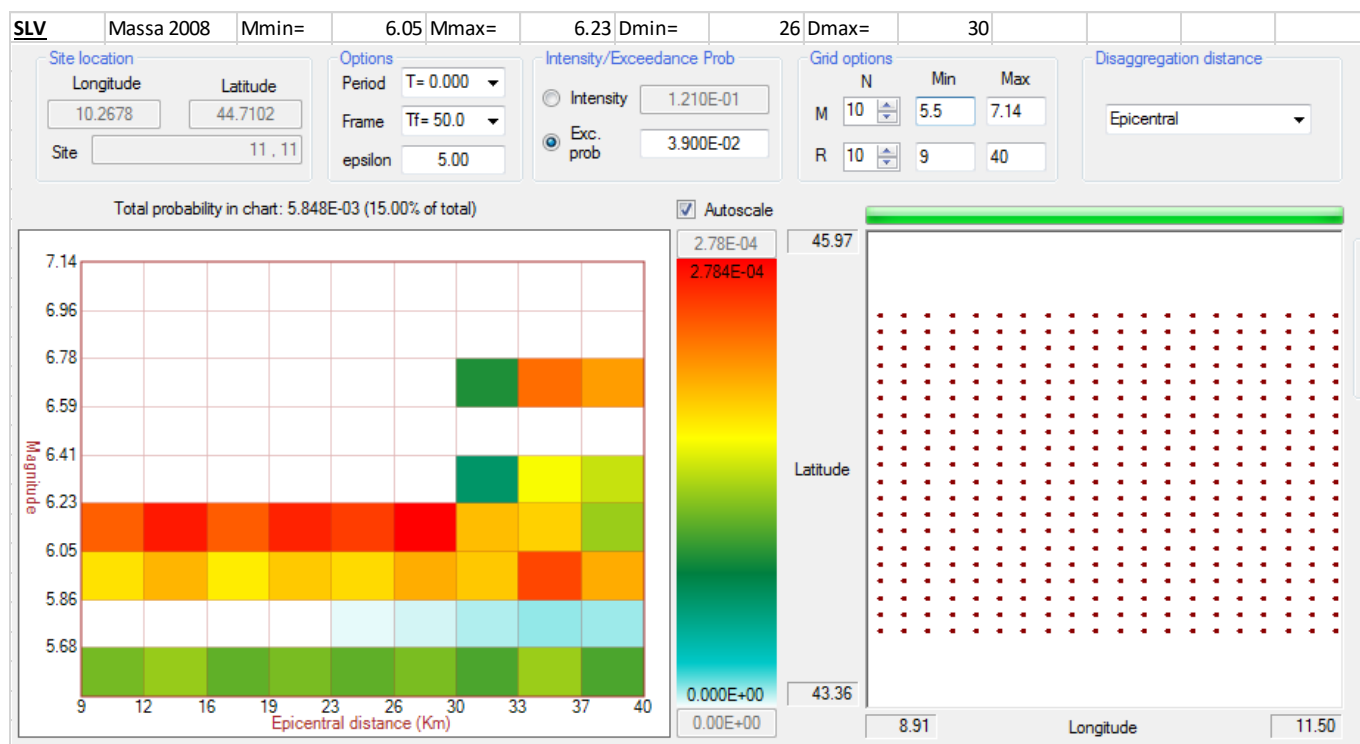 SLV Massa 2008 Mmin= 6.05 Mmax= 6.23 Dmin= 26 Dmax= 30
Site location
Longitude Latitude
10.2678 44.7102
Site 11 , 11
Options
Period T= 0.000
Frame Tf= 50.0
epsilon 5.00
Intensity/Exceedance Prob
Intensity 1.210E-01
Exc. prob 3.900E-02
Grid options
N Min Max
M 10 5.5 7.14
R 10 9 40
Disaggregation distance
Epicentral
Total probability in chart: 5.848E-03 (15.00% of total)
Autoscale
7.14
6.96
6.78
6.59
6.41
6.23
6.05
5.86
5.68
Magnitude
9 12 16 19 23 26 30 33 37 40
Epicentral distance (Km)
2.78E-04
2.784E-04
0.000E+00
0.00E+00
45.97
Latitude
43.36
8.91 Longitude 11.50